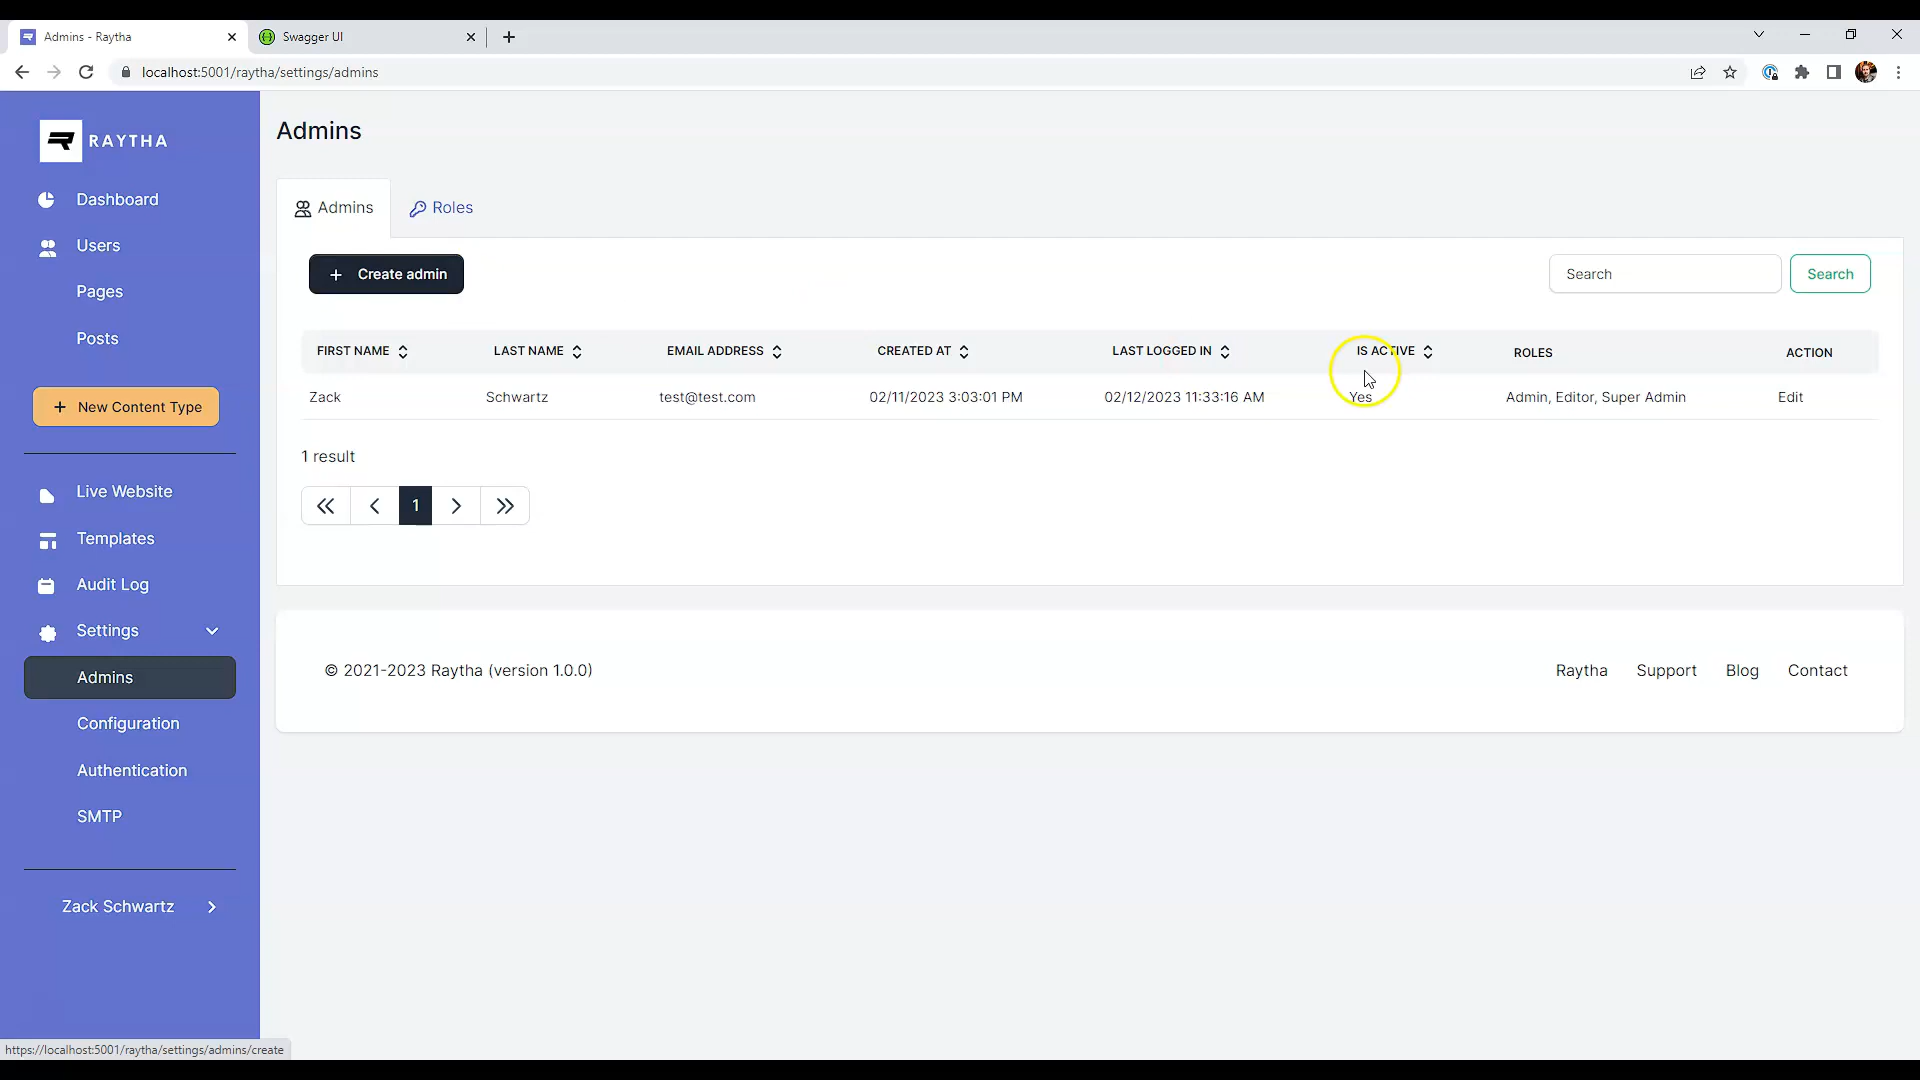 Admins - Raytha
Swagger UI
localhost:5001/raytha/settings/admins
RAYTHA
Dashboard
Users
Pages
Posts
+ New Content Type
Live Website
Templates
Audit Log
Settings
Admins
Configuration
Authentication
SMTP
Zack Schwartz
Admins
Admins Roles
+ Create admin
Search Search
FIRST NAME LAST NAME EMAIL ADDRESS CREATED AT LAST LOGGED IN IS ACTIVE ROLES ACTION
Zack Schwartz test@test.com 02/11/2023 3:03:01 PM 02/12/2023 11:33:16 AM Yes Admin, Editor, Super Admin Edit
1 result
1
© 2021-2023 Raytha (version 1.0.0)
Raytha Support Blog Contact
https://localhost:5001/raytha/settings/admins/create